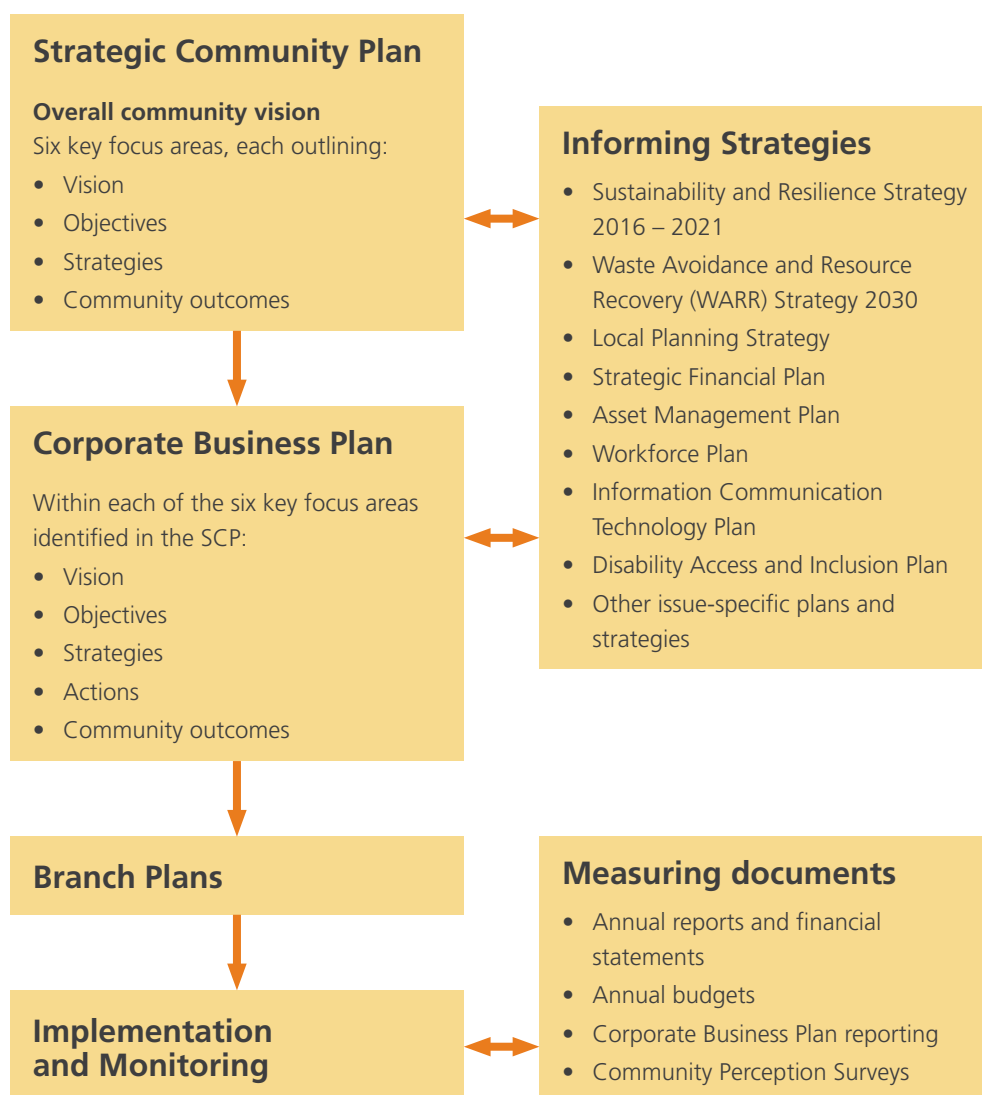 Strategic Community Plan
Overall community vision
Six key focus areas, each outlining:
• Vision
• Objectives
• Strategies
• Community outcomes
Informing Strategies
• Sustainability and Resilience Strategy
2016 – 2021
• Waste Avoidance and Resource
Recovery (WARR) Strategy 2030
• Local Planning Strategy
• Strategic Financial Plan
• Asset Management Plan
• Workforce Plan
• Information Communication
Technology Plan
• Disability Access and Inclusion Plan
• Other issue-specific plans and
strategies
Corporate Business Plan
Within each of the six key focus areas
identified in the SCP:
• Vision
• Objectives
• Strategies
• Actions
• Community outcomes
Branch Plans
Implementation
and Monitoring
Measuring documents
• Annual reports and financial
statements
• Annual budgets
• Corporate Business Plan reporting
• Community Perception Surveys